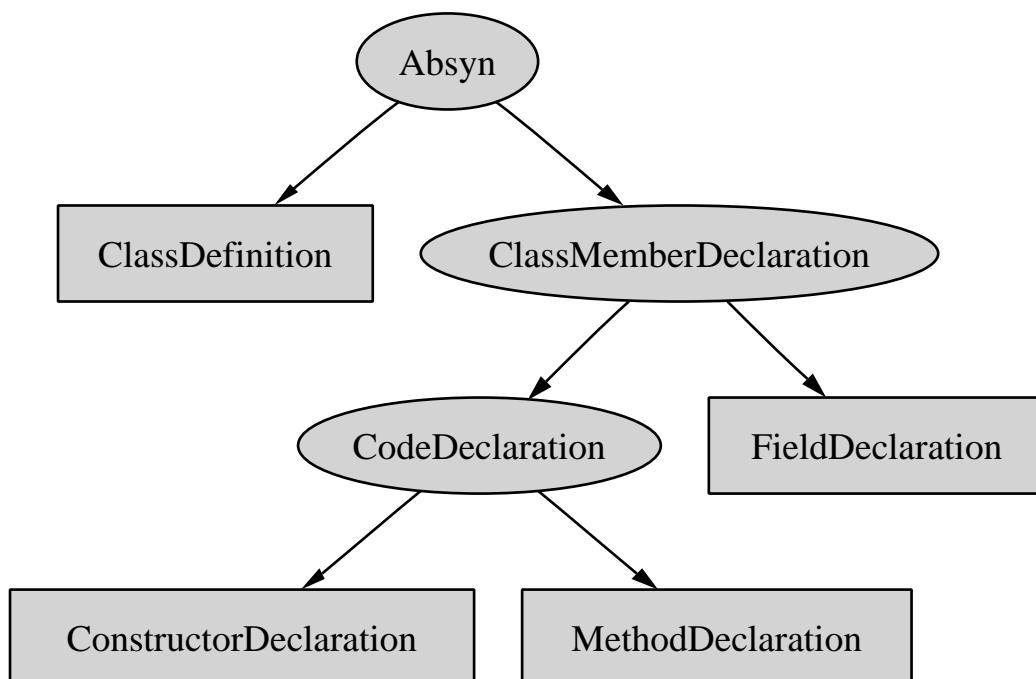 Absyn
ClassDefinition
ClassMemberDeclaration
CodeDeclaration
FieldDeclaration
ConstructorDeclaration
MethodDeclaration